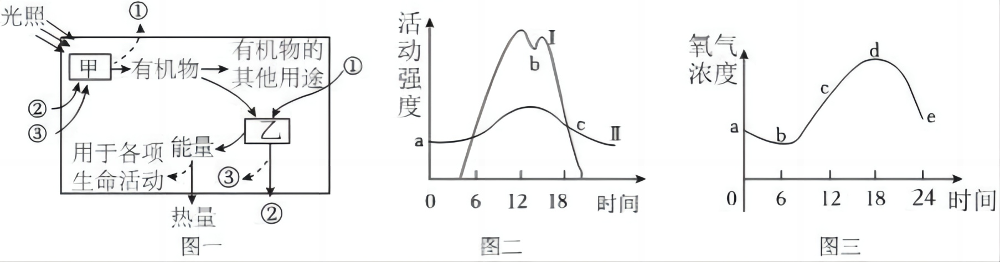 光照
①
甲
有机物
有机物的
其他用途
①
②
③
乙
能量
用于各项
生命活动
③
②
热量
图一
活动强度
Ⅰ
b
a
c
Ⅱ
0 6 12 18 时间
图二
氧气
浓度
d
c
a
b
e
0 6 12 18 24 时间
图三